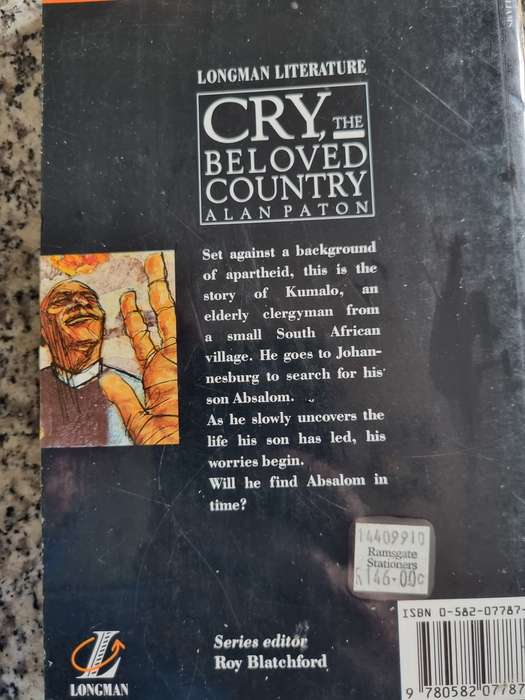 LONGMAN LITERATURE
CRY, THE
BELOVED
COUNTRY
ALAN PATON
Set against a background
of apartheid, this is the
story of Kumalo, an
elderly clergyman from
a small South African
village. He goes to Johan-
nesburg to search for his
son Absalom.
As he slowly uncovers the
life his son has led, his
worries begin.
Will he find Absalom in
time?
14409910
Ramsgate
Stationers
146.00
ISBN 0-582-07787-
Series editor
Roy Blatchford
LONGMAN
9 780582 07787